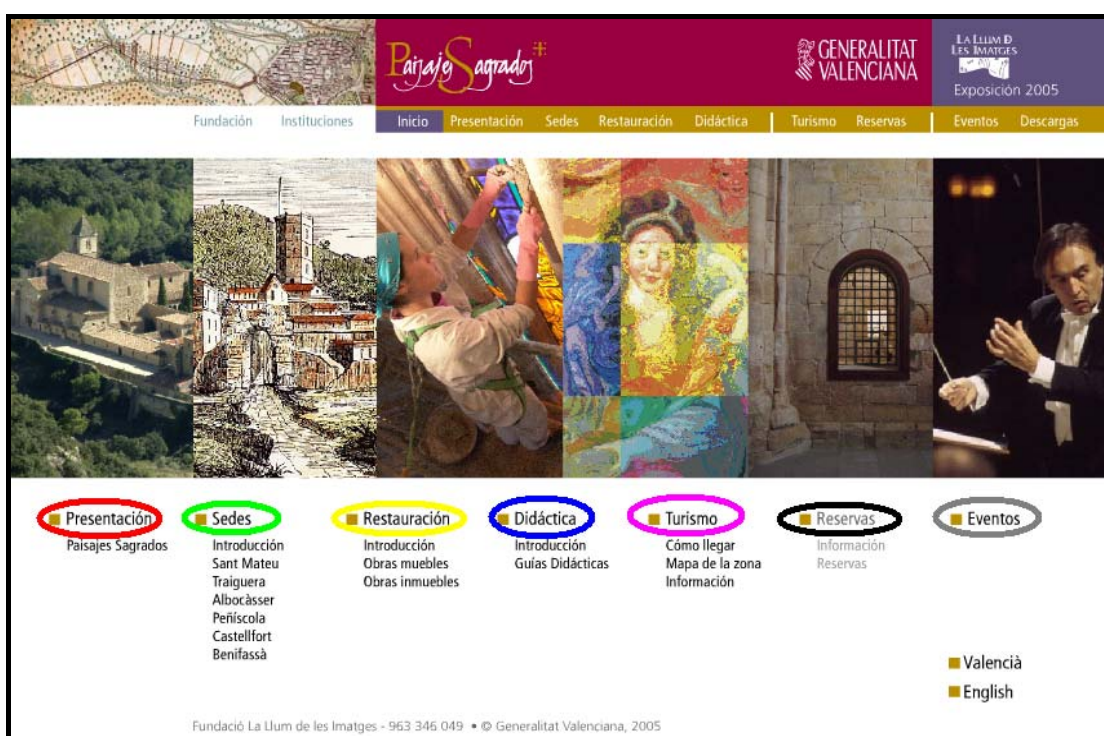 Paisajes Sagrados
GENERALITAT
VALENCIANA
LA LLUM D
LES IMATGES
Exposición 2005
Fundación Instituciones Inicio Presentación Sedes Restauración Didáctica Turismo Reservas Eventos Descargas
Presentación
Paisajes Sagrados
Sedes
Introducción
Sant Mateu
Traiguera
Albocàsser
Peñíscola
Castellfort
Benifassà
Restauración
Introducción
Obras muebles
Obras inmuebles
Didáctica
Introducción
Guías Didácticas
Turismo
Cómo llegar
Mapa de la zona
Información
Reservas
Información
Reservas
Eventos
Valencià
English
Fundació La Llum de les Imatges - 963 346 049 • © Generalitat Valenciana, 2005